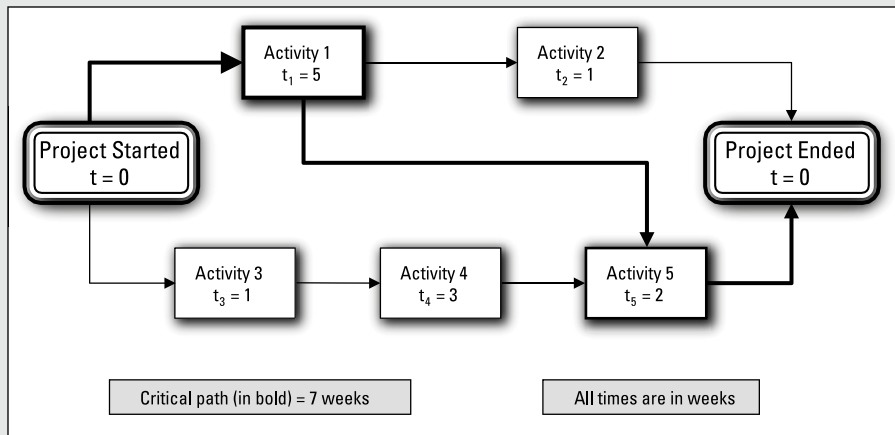 Activity 1
t₁ = 5
Activity 2
t₂ = 1
Project Started
t = 0
Project Ended
t = 0
Activity 3
t₃ = 1
Activity 4
t₄ = 3
Activity 5
t₅ = 2
Critical path (in bold) = 7 weeks
All times are in weeks